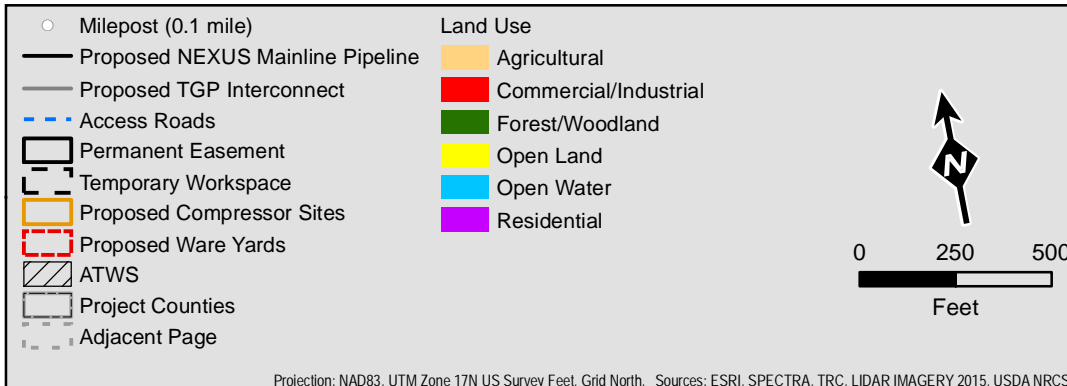 Milepost (0.1 mile)
Proposed NEXUS Mainline Pipeline
Proposed TGP Interconnect
Access Roads
Permanent Easement
Temporary Workspace
Proposed Compressor Sites
Proposed Ware Yards
ATWS
Project Counties
Adjacent Page
Land Use
Agricultural
Commercial/Industrial
Forest/Woodland
Open Land
Open Water
Residential
N
0 250 500
Feet
Projection: NAD83, UTM Zone 17N US Survey Feet, Grid North, Sources: ESRI, SPECTRA, TRC, LIDAR IMAGERY 2015, USDA NRCS